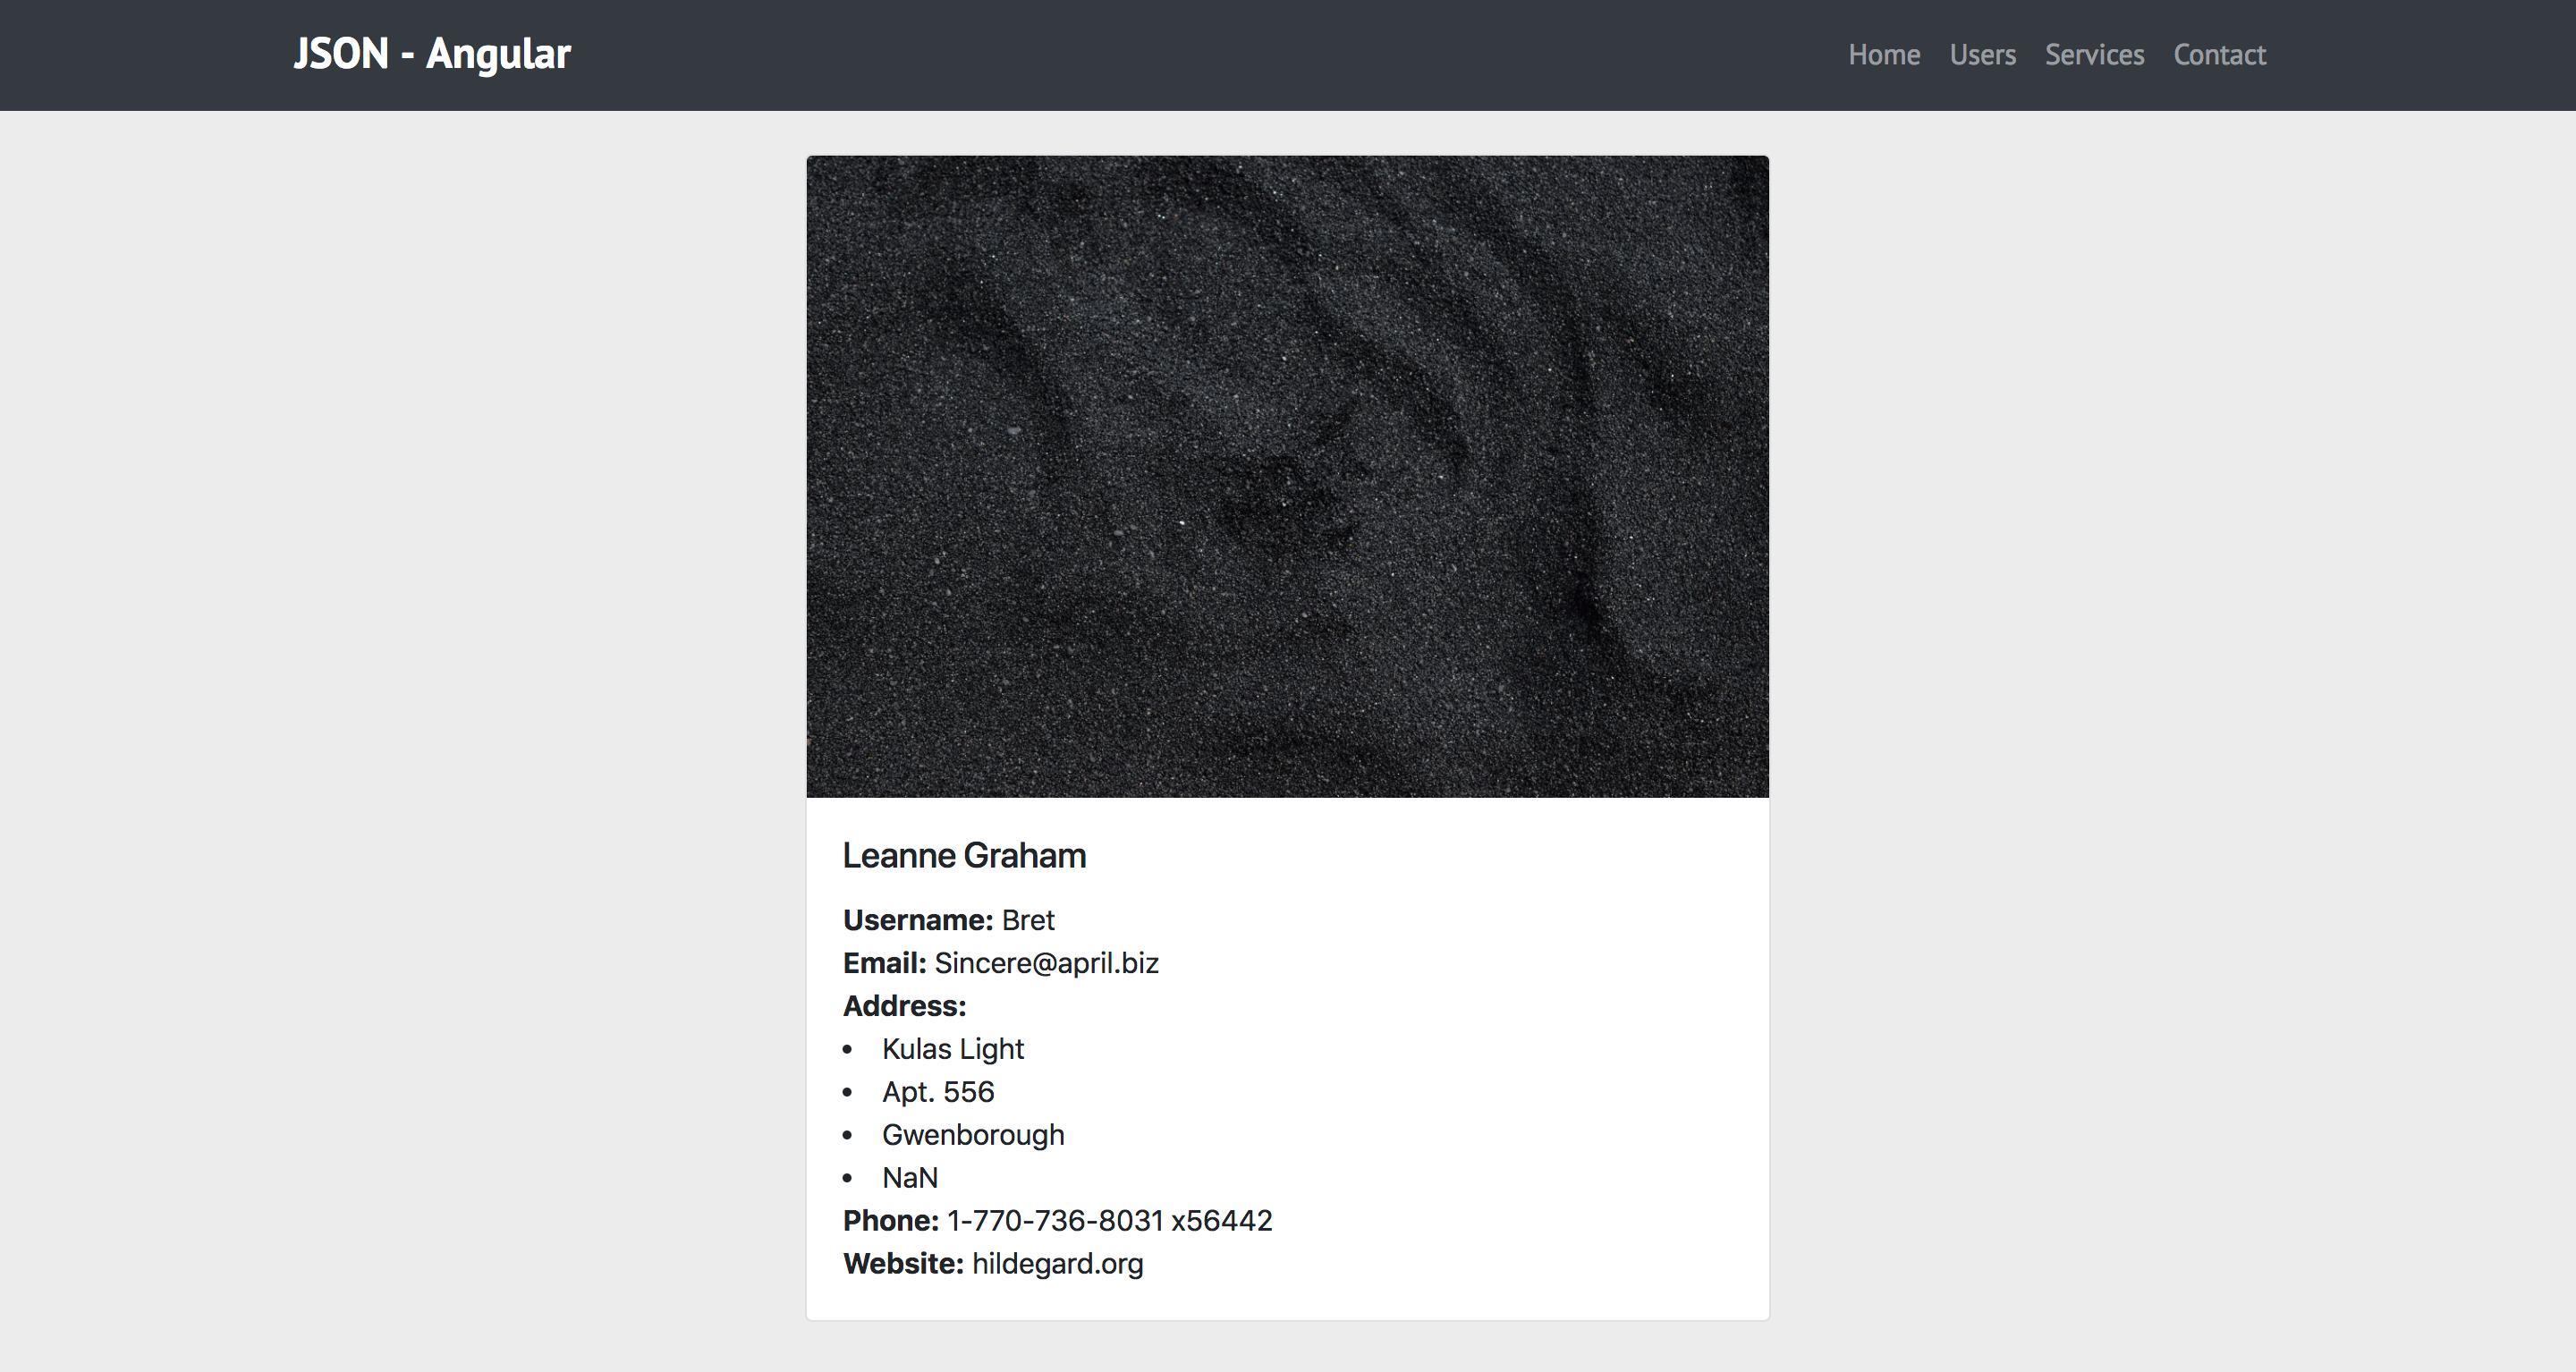 JSON - Angular
Home Users Services Contact
Leanne Graham
Username: Bret
Email: Sincere@april.biz
Address:
• Kulas Light
• Apt. 556
• Gwenborough
• NaN
Phone: 1-770-736-8031 x56442
Website: hildegard.org